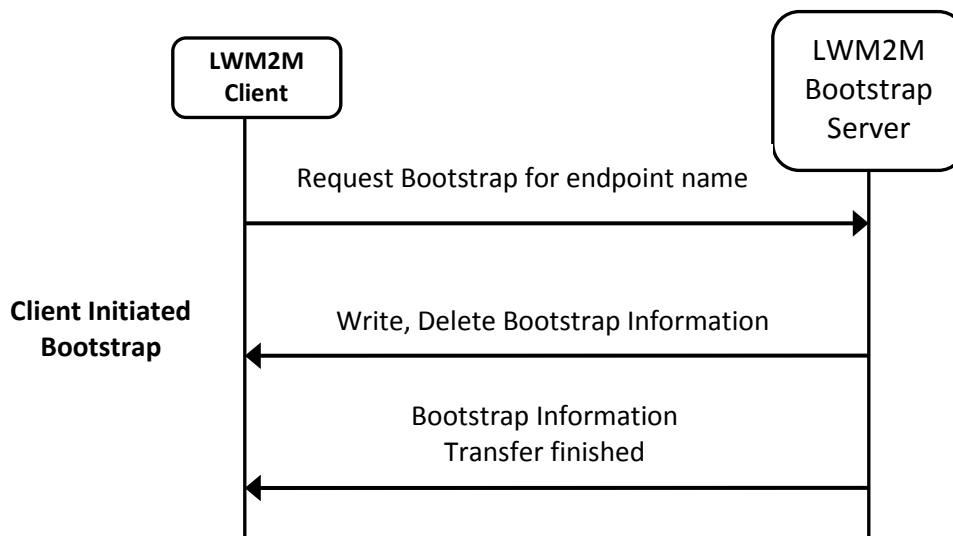 LWM2M
Client
LWM2M
Bootstrap
Server
Request Bootstrap for endpoint name
Client Initiated
Bootstrap
Write, Delete Bootstrap Information
Bootstrap Information
Transfer finished